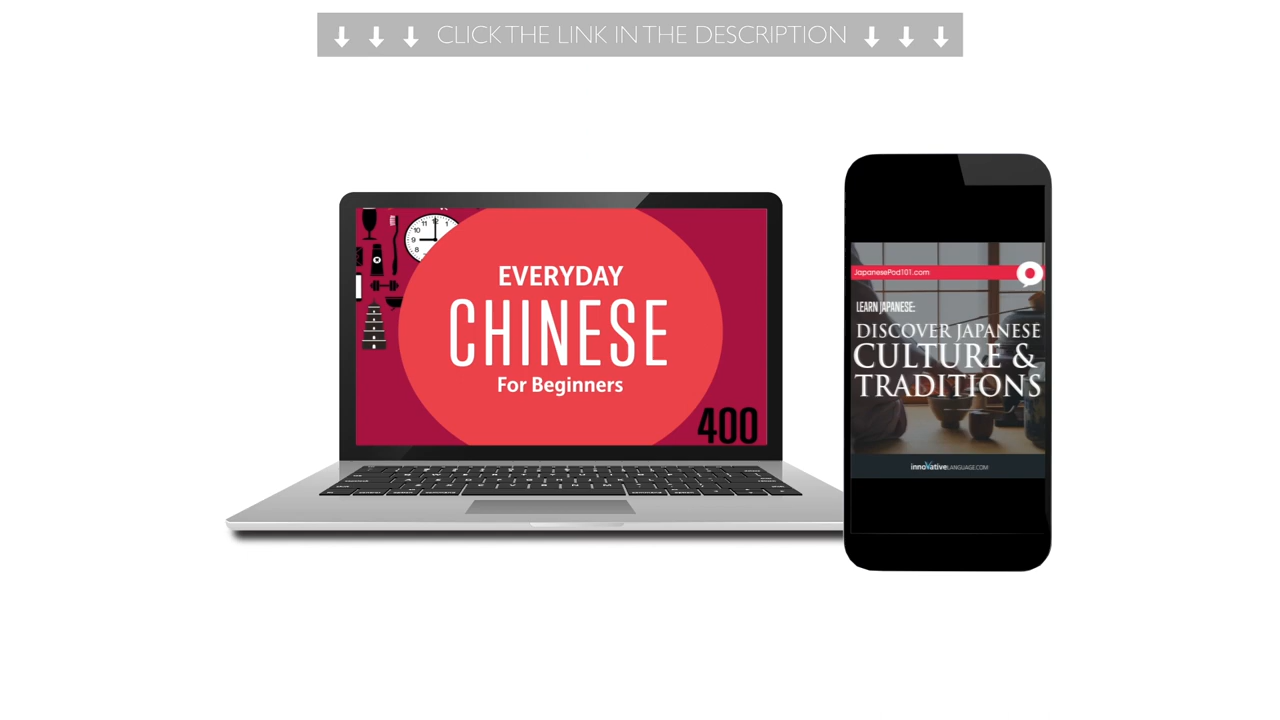 CLICK THE LINK IN THE DESCRIPTION
EVERYDAY
CHINESE
For Beginners
400
JapanesePod101.com
LEARN JAPANESE:
DISCOVER JAPANESE
CULTURE &
TRADITIONS
innovativeLANGUAGE.COM